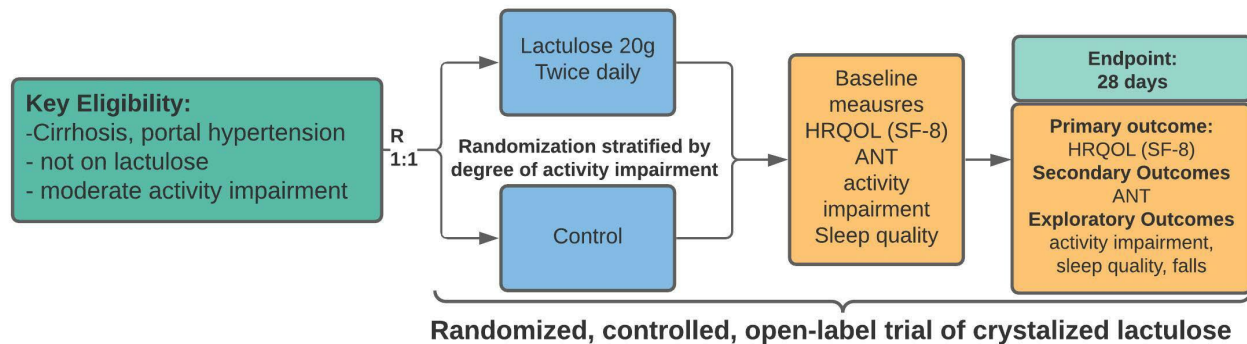 Key Eligibility:
-Cirrhosis, portal hypertension
- not on lactulose
- moderate activity impairment
R
1:1
Lactulose 20g
Twice daily
Randomization stratified by
degree of activity impairment
Control
Baseline
meausres
HRQOL (SF-8)
ANT
activity
impairment
Sleep quality
Endpoint:
28 days
Primary outcome:
HRQOL (SF-8)
Secondary Outcomes
ANT
Exploratory Outcomes
activity impairment,
sleep quality, falls
Randomized, controlled, open-label trial of crystalized lactulose